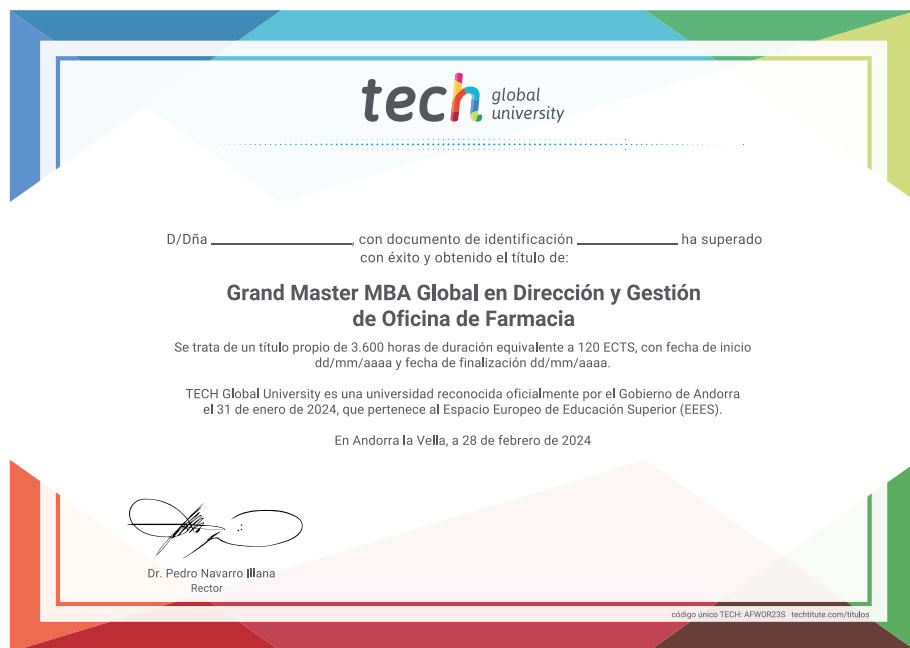 tech global university
D/Dña ______________, con documento de identificación __________ ha superado
con éxito y obtenido el título de:
Grand Master MBA Global en Dirección y Gestión
de Oficina de Farmacia
Se trata de un título propio de 3.600 horas de duración equivalente a 120 ECTS, con fecha de inicio
dd/mm/aaaa y fecha de finalización dd/mm/aaaa.
TECH Global University es una universidad reconocida oficialmente por el Gobierno de Andorra
el 31 de enero de 2024, que pertenece al Espacio Europeo de Educación Superior (EEES).
En Andorra la Vella, a 28 de febrero de 2024
Dr. Pedro Navarro Illana
Rector
código único TECH: AFWOR23S techtitute.com/titulos